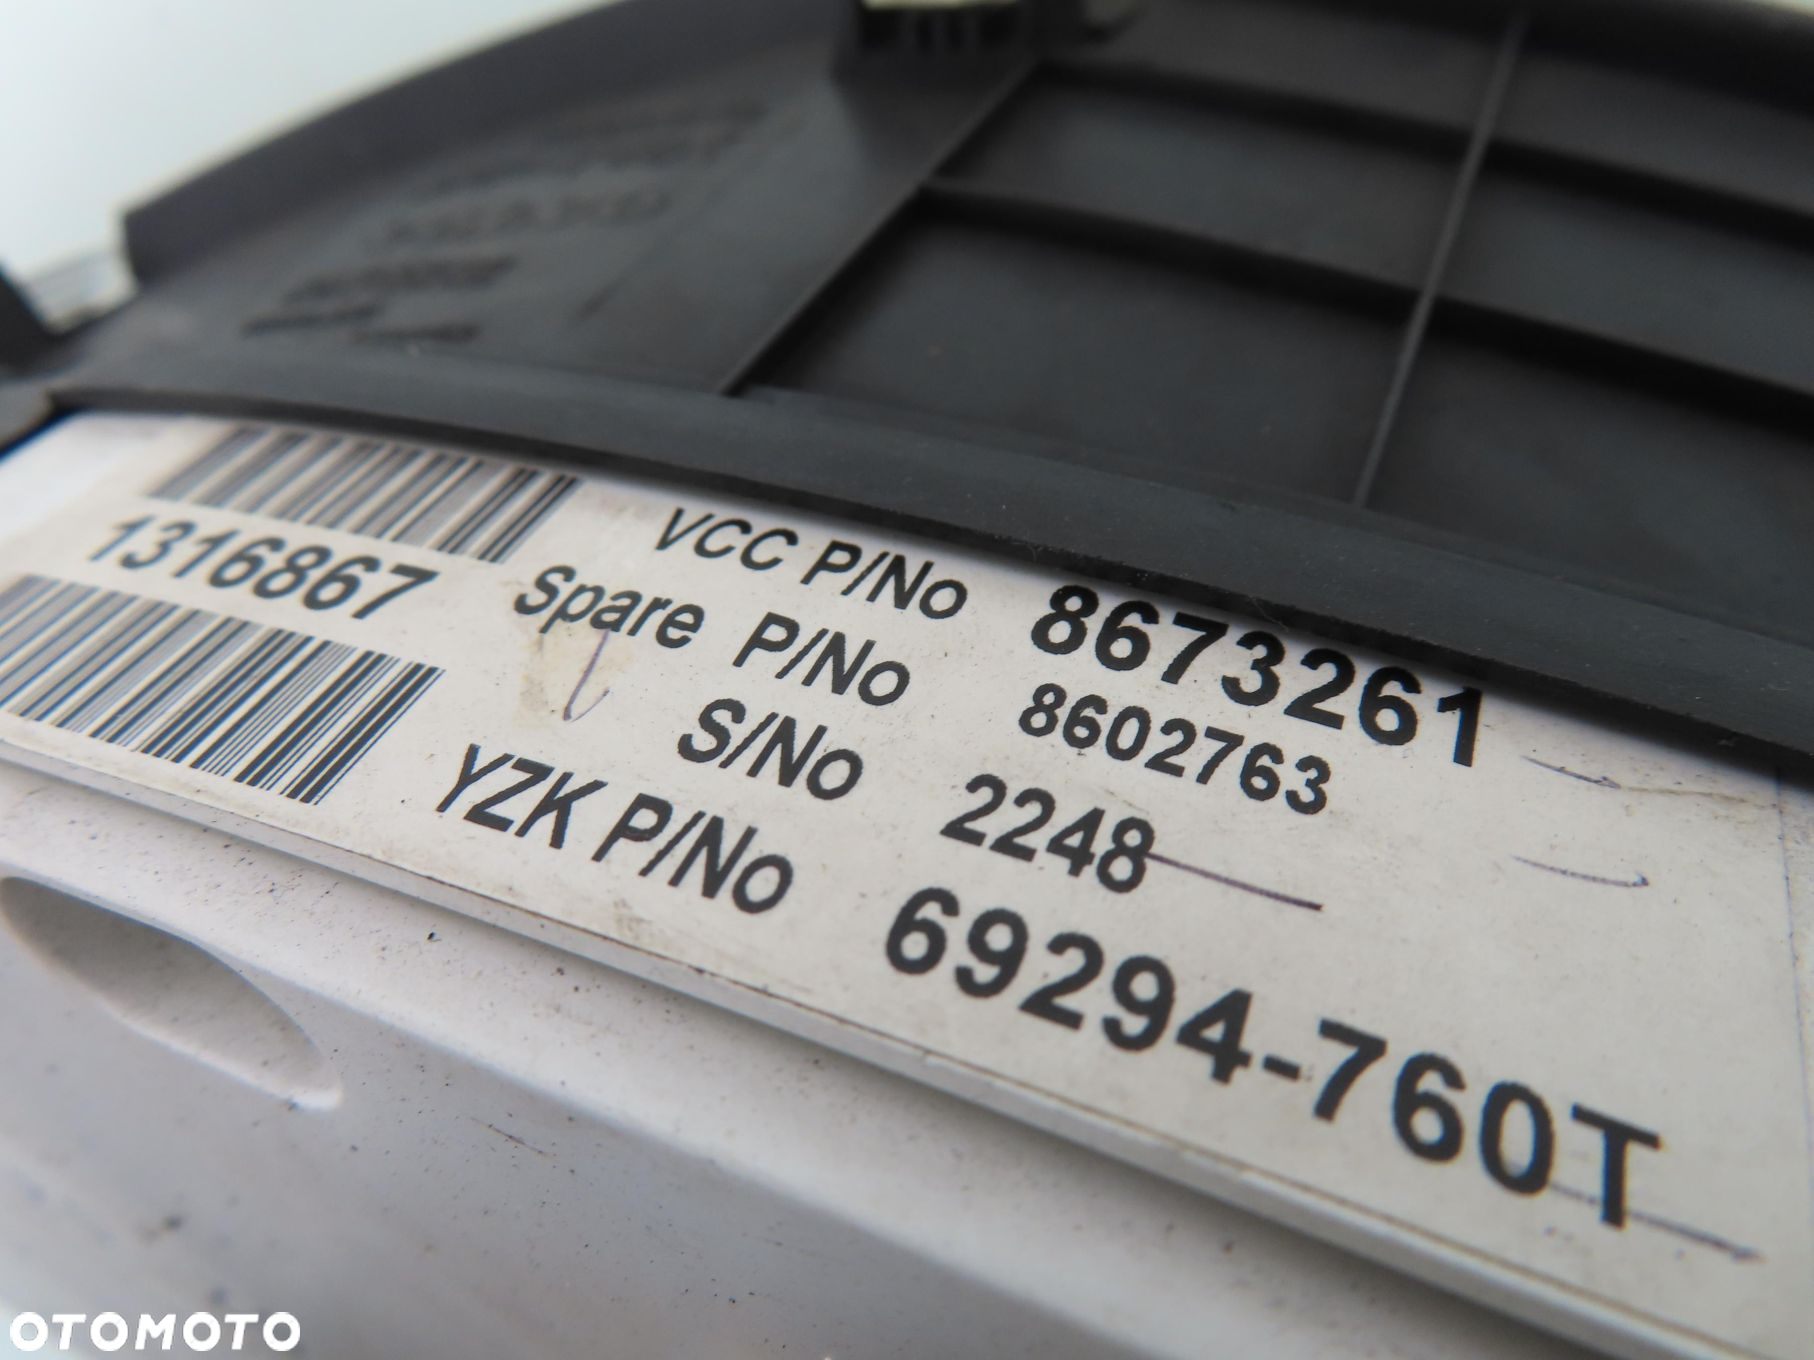 1316867
VCC P/No 8673261
Spare P/No 8602763
S/No 2248
YZK P/No 69294-760T
OTOMOTO